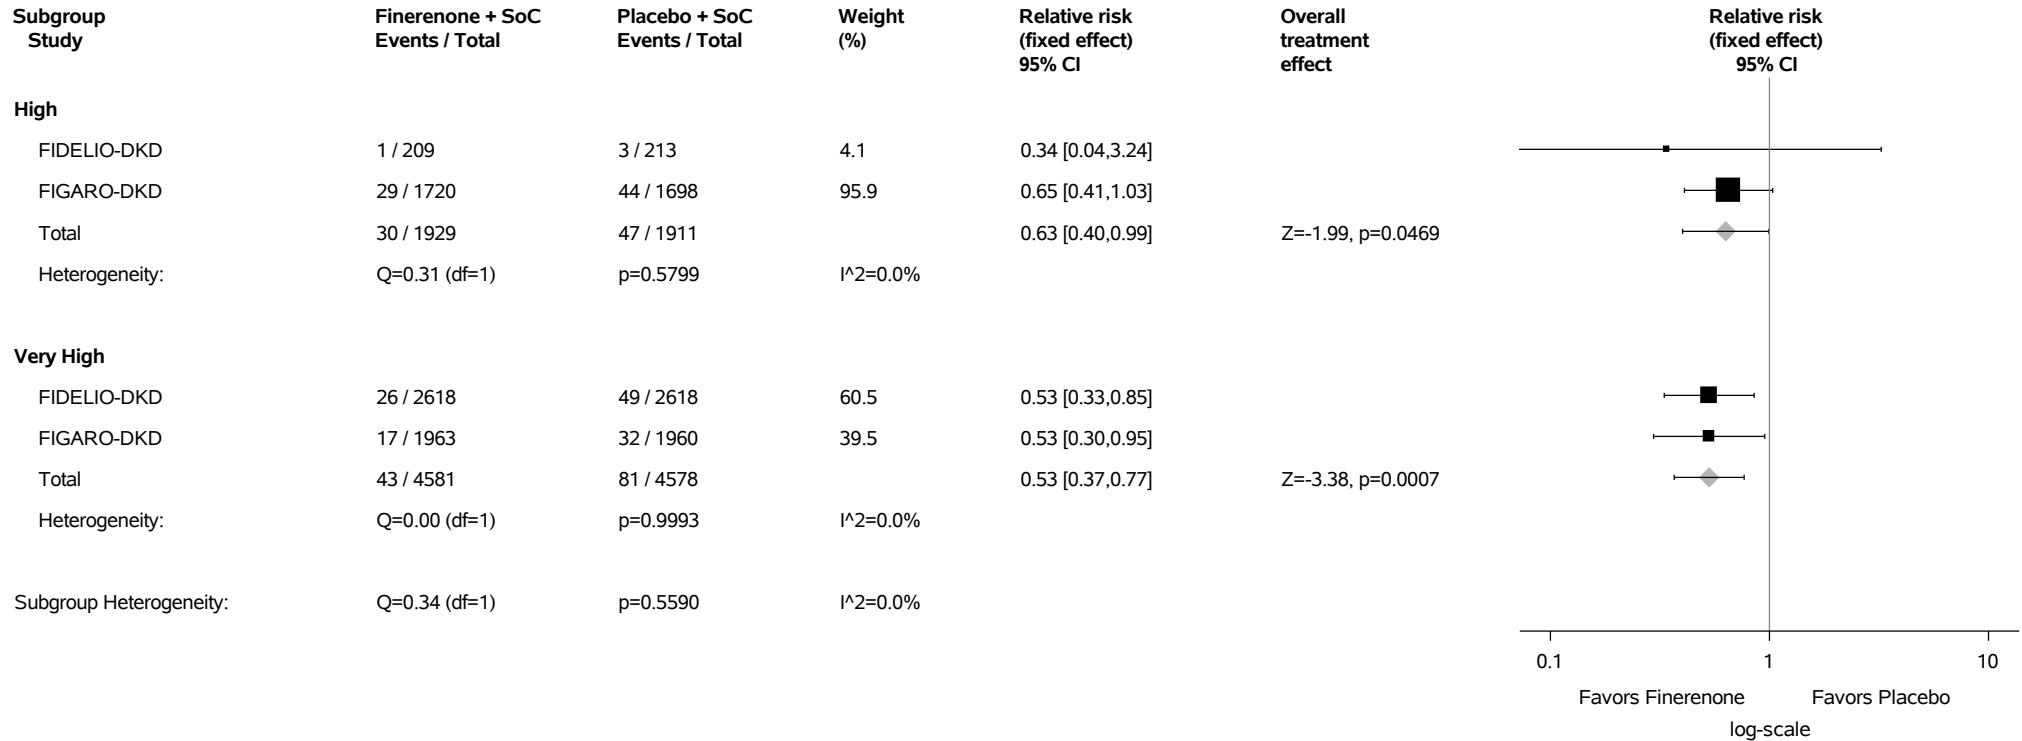 Subgroup Finerenone + SoC Placebo + SoC Weight Relative risk Overall Relative risk
Study Events / Total Events / Total (%) (fixed effect) treatment (fixed effect)
95% CI effect 95% CI
High
FIDELIO-DKD 1 / 209 3 / 213 4.1 0.34 [0.04,3.24]
FIGARO-DKD 29 / 1720 44 / 1698 95.9 0.65 [0.41,1.03]
Total 30 / 1929 47 / 1911 0.63 [0.40,0.99] Z=-1.99, p=0.0469
Heterogeneity: Q=0.31 (df=1) p=0.5799 I^2=0.0%
Very High
FIDELIO-DKD 26 / 2618 49 / 2618 60.5 0.53 [0.33,0.85]
FIGARO-DKD 17 / 1963 32 / 1960 39.5 0.53 [0.30,0.95]
Total 43 / 4581 81 / 4578 0.53 [0.37,0.77] Z=-3.38, p=0.0007
Heterogeneity: Q=0.00 (df=1) p=0.9993 I^2=0.0%
Subgroup Heterogeneity: Q=0.34 (df=1) p=0.5590 I^2=0.0%
0.1 1 10
Favors Finerenone Favors Placebo
log-scale